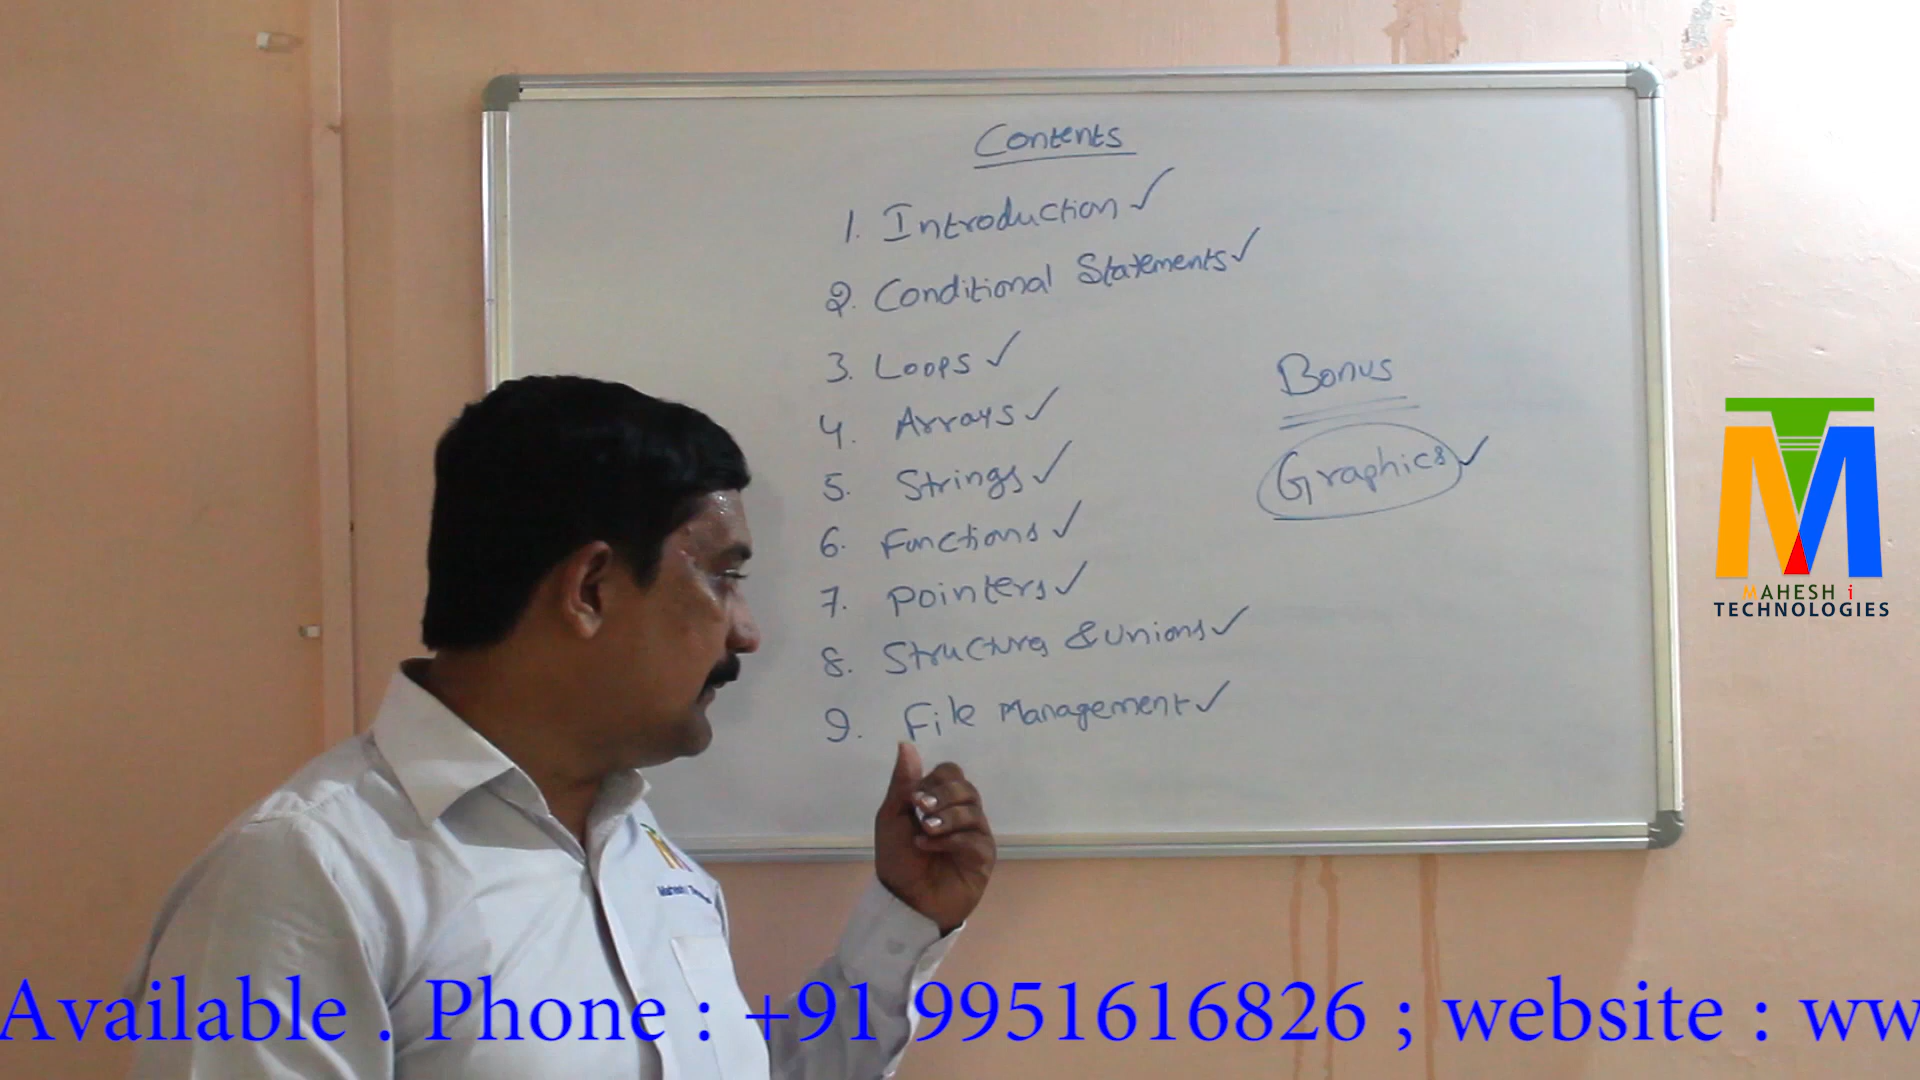 Contents
1. Introduction ✓
2. Conditional Statements ✓
3. Loops ✓
4. Arrays ✓
5. Strings ✓
6. Functions ✓
7. Pointers ✓
8. Structures & Unions ✓
9. File Management ✓
Bonus
Graphics ✓
MAHESH i
TECHNOLOGIES
Available . Phone : +91 9951616826 ; website : ww